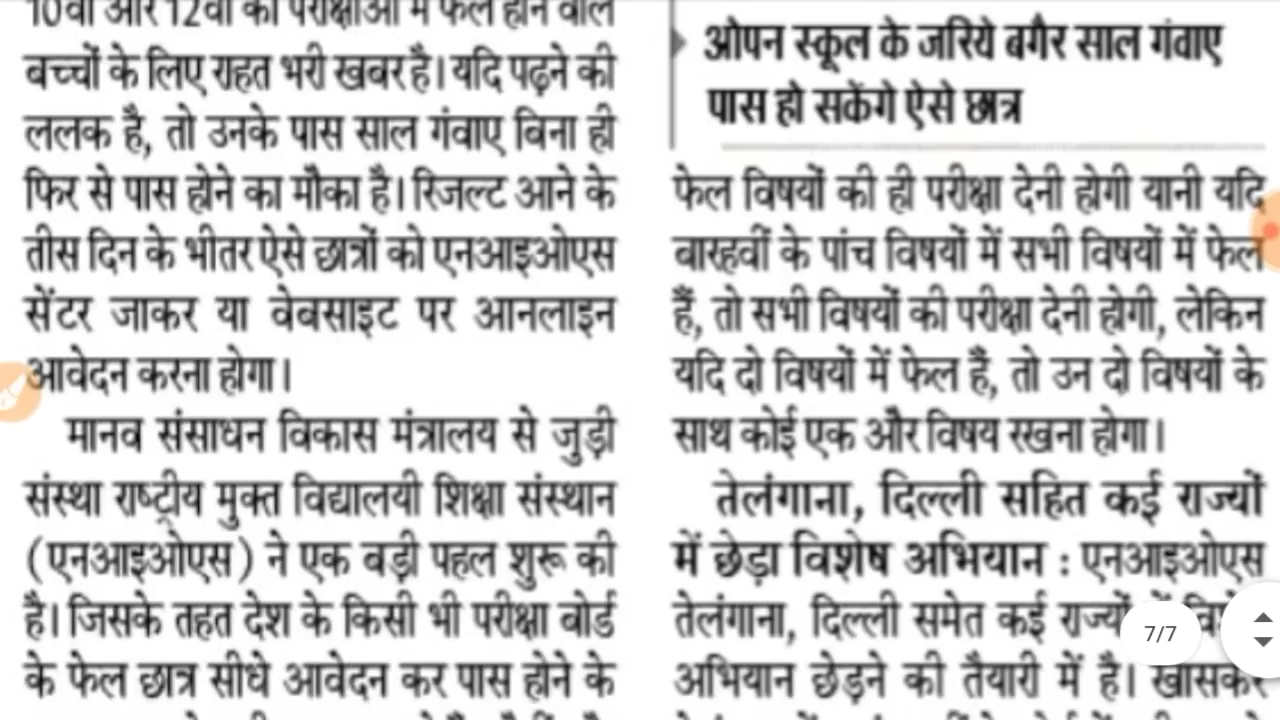 10वीं और 12वीं की परीक्षाओं में फेल होने वाले
बच्चों के लिए राहत भरी खबर है। यदि पढ़ने की
ललक है, तो उनके पास साल गंवाए बिना ही
फिर से पास होने का मौका है। रिजल्ट आने के
तीस दिन के भीतर ऐसे छात्रों को एनआइओएस
सेंटर जाकर या वेबसाइट पर आनलाइन
आवेदन करना होगा।
मानव संसाधन विकास मंत्रालय से जुड़ी
संस्था राष्ट्रीय मुक्त विद्यालयी शिक्षा संस्थान
(एनआइओएस) ने एक बड़ी पहल शुरू की
है। जिसके तहत देश के किसी भी परीक्षा बोर्ड
के फेल छात्र सीधे आवेदन कर पास होने के
ओपन स्कूल के जरिये बगैर साल गंवाए
पास हो सकेंगे ऐसे छात्र
फेल विषयों की ही परीक्षा देनी होगी यानी यदि
बारहवीं के पांच विषयों में सभी विषयों में फेल
हैं, तो सभी विषयों की परीक्षा देनी होगी, लेकिन
यदि दो विषयों में फेल हैं, तो उन दो विषयों के
साथ कोई एक और विषय रखना होगा।
तेलंगाना, दिल्ली सहित कई राज्यों
में छेड़ा विशेष अभियान : एनआइओएस
तेलंगाना, दिल्ली समेत कई राज्यों
अभियान छेड़ने की तैयारी में है। खासकर
7/7